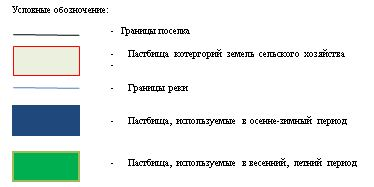 Условные обозначение:
- Границы поселка
- Пастбища котергорий земель сельского хозяйства
-
- Границы реки
- Пастбища, используемые в осенне-зимный период
- Пастбища, используемые в весенний, летний период